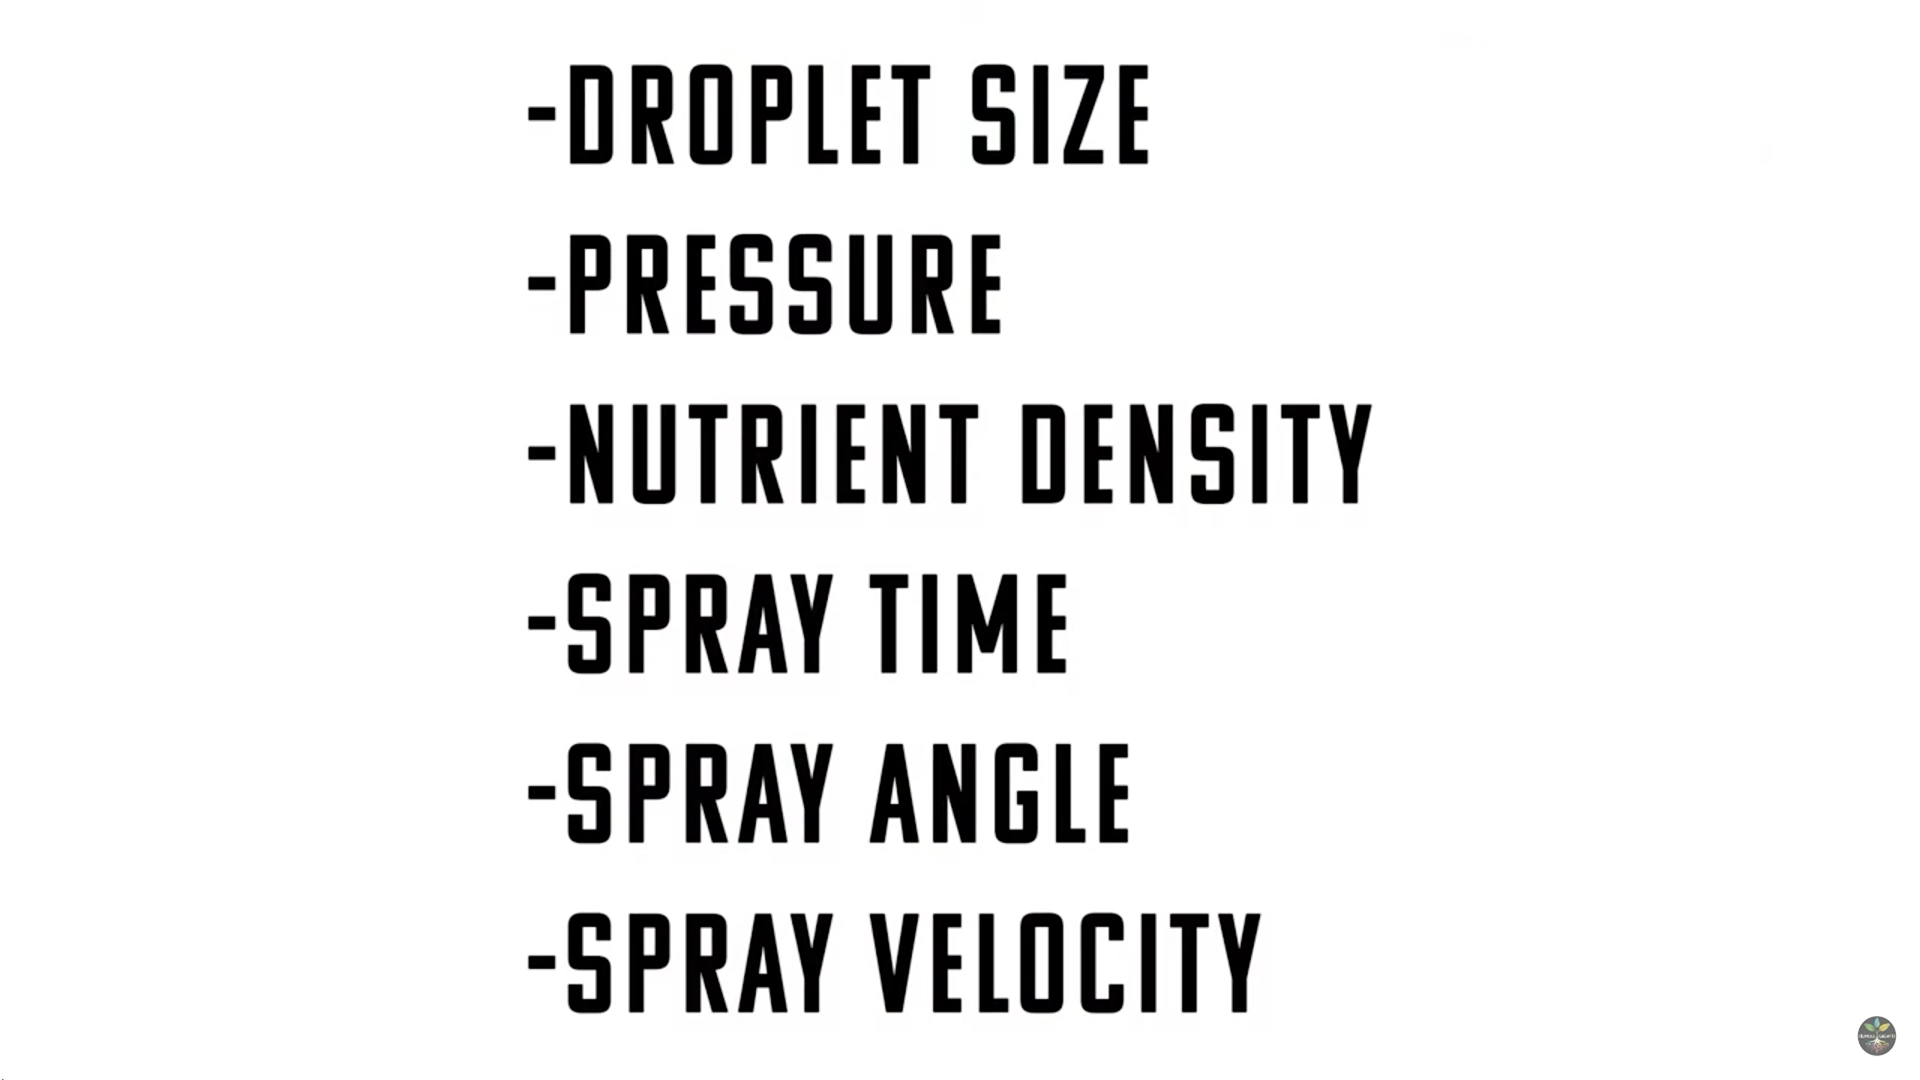 -DROPLET SIZE
-PRESSURE
-NUTRIENT DENSITY
-SPRAY TIME
-SPRAY ANGLE
-SPRAY VELOCITY